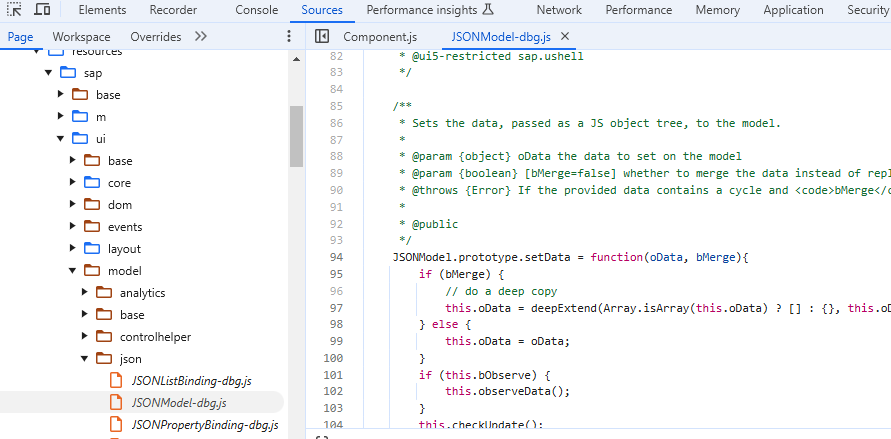 Elements Recorder Console Sources Performance insights Network Performance Memory Application Security
Page Workspace Overrides Component.js JSONModel-dbg.js
resources
sap
base
m
ui
base
core
dom
events
layout
model
analytics
base
controlhelper
json
JSONListBinding-dbg.js
JSONModel-dbg.js
JSONPropertyBinding-dbg.js
82 * @ui5-restricted sap.ushell
83 */
84
85 /**
86 * Sets the data, passed as a JS object tree, to the model.
87 *
88 * @param {object} oData the data to set on the model
89 * @param {boolean} [bMerge=false] whether to merge the data instead of repl
90 * @throws {Error} If the provided data contains a cycle and <code>bMerge</c
91 *
92 * @public
93 */
94 JSONModel.prototype.setData = function(oData, bMerge){
95 if (bMerge) {
96 // do a deep copy
97 this.oData = deepExtend(Array.isArray(this.oData) ? [] : {}, this.oD
98 } else {
99 this.oData = oData;
100 }
101 if (this.bObserve) {
102 this.observeData();
103 }
104 this.checkUpdate();